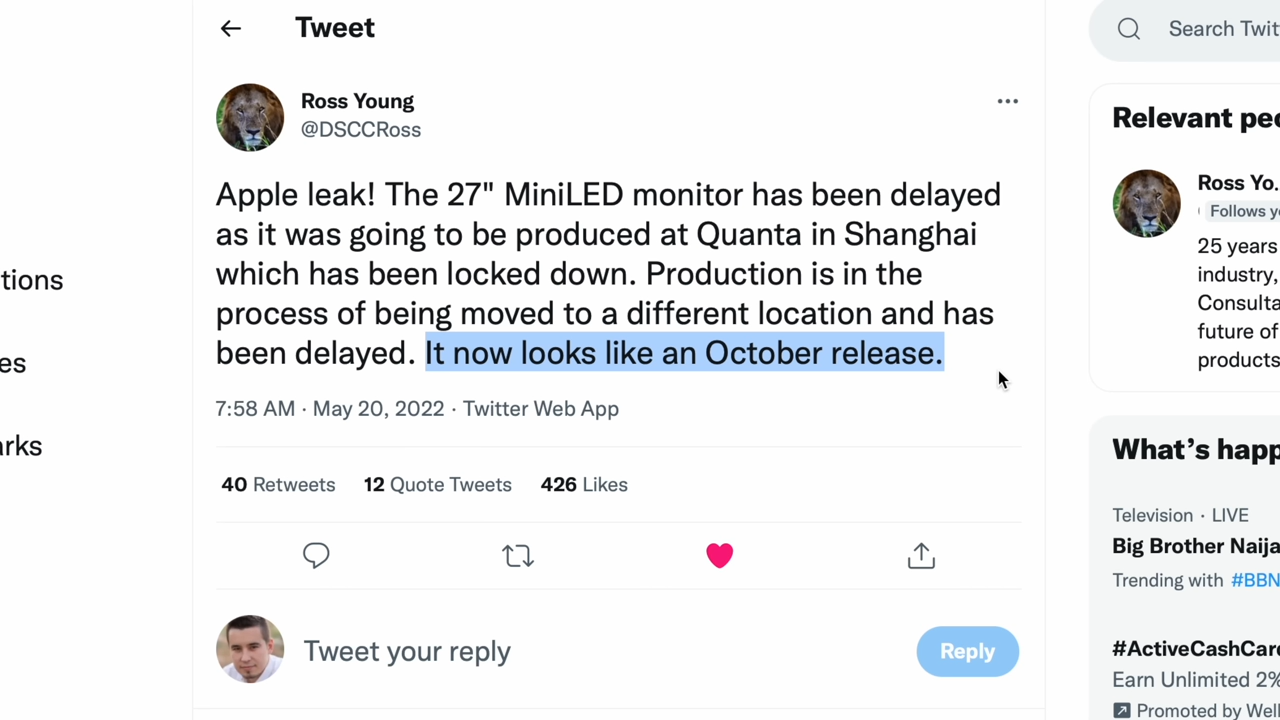 Tweet
Search Twit
Ross Young
@DSCCRoss
Apple leak! The 27" MiniLED monitor has been delayed
as it was going to be produced at Quanta in Shanghai
which has been locked down. Production is in the
process of being moved to a different location and has
been delayed. It now looks like an October release.
7:58 AM · May 20, 2022 · Twitter Web App
40 Retweets 12 Quote Tweets 426 Likes
Tweet your reply
Reply
tions
es
arks
Relevant peo
Ross Yo..
Follows yo
25 years
industry,
Consulta
future of
products
What's happ
Television · LIVE
Big Brother Naija
Trending with #BBN
#ActiveCashCard
Earn Unlimited 2%
Promoted by Well